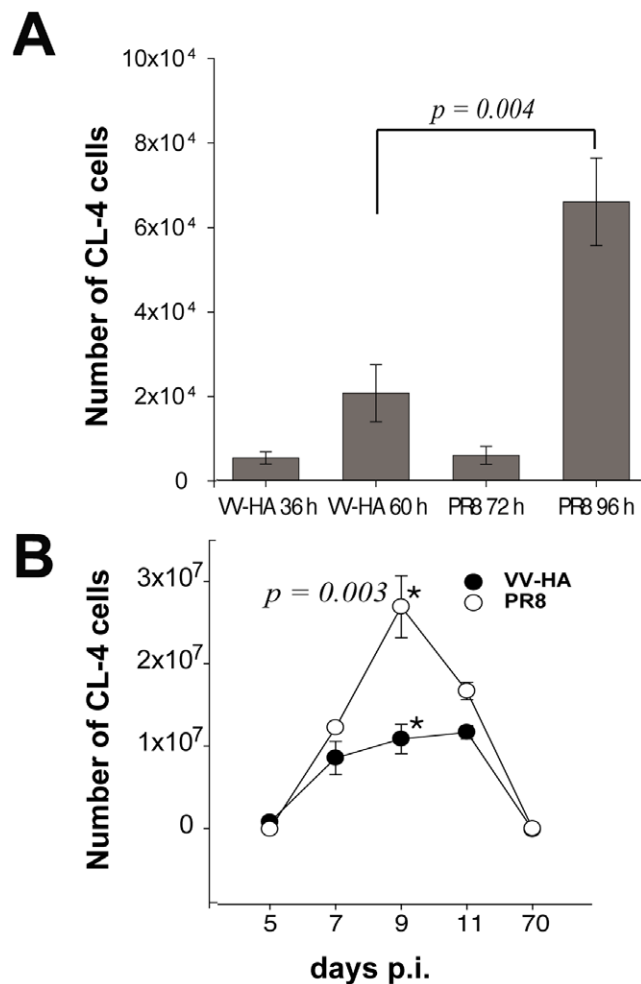 A
Number of CL-4 cells
10x10⁴
8x10⁴
6x10⁴
4x10⁴
2x10⁴
0
p = 0.004
VV-HA 36 h VV-HA 60 h PR8 72 h PR8 96 h
B
Number of CL-4 cells
3x10⁷
2x10⁷
1x10⁷
0
p = 0.003 *
*
VV-HA
PR8
5 7 9 11 70
days p.i.